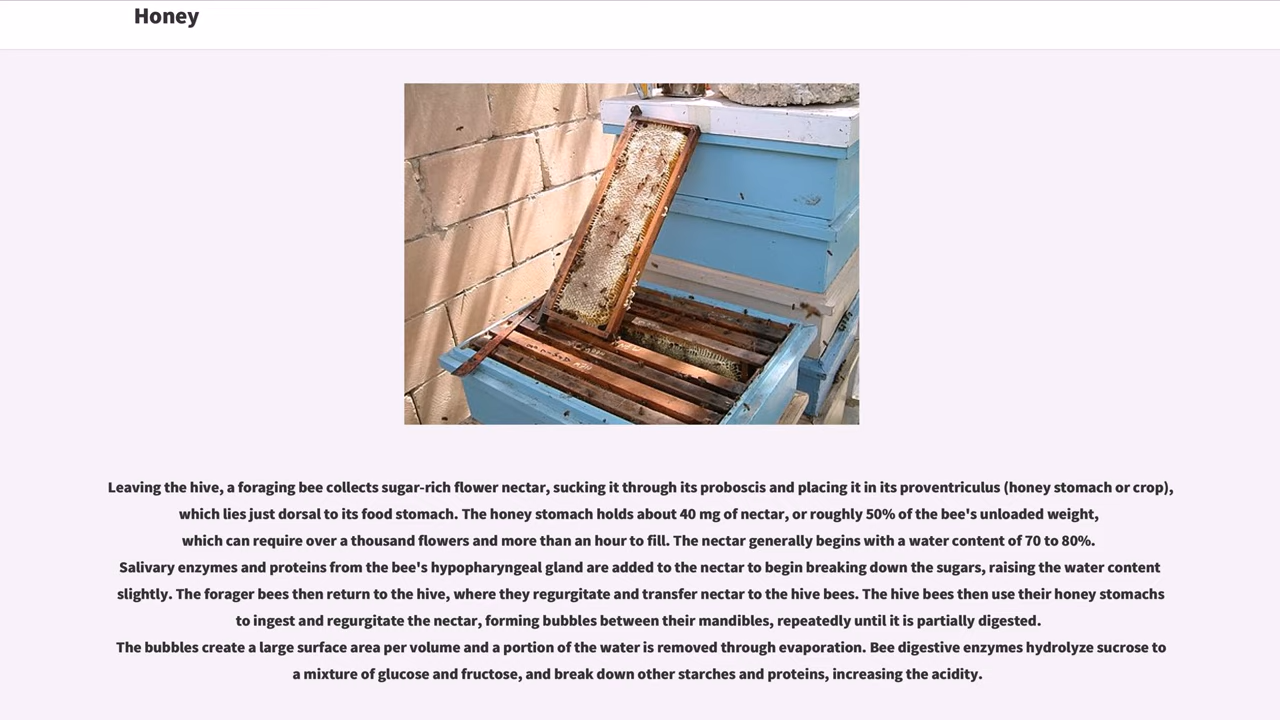 Honey
Leaving the hive, a foraging bee collects sugar-rich flower nectar, sucking it through its proboscis and placing it in its proventriculus (honey stomach or crop),
which lies just dorsal to its food stomach. The honey stomach holds about 40 mg of nectar, or roughly 50% of the bee's unloaded weight,
which can require over a thousand flowers and more than an hour to fill. The nectar generally begins with a water content of 70 to 80%.
Salivary enzymes and proteins from the bee's hypopharyngeal gland are added to the nectar to begin breaking down the sugars, raising the water content
slightly. The forager bees then return to the hive, where they regurgitate and transfer nectar to the hive bees. The hive bees then use their honey stomachs
to ingest and regurgitate the nectar, forming bubbles between their mandibles, repeatedly until it is partially digested.
The bubbles create a large surface area per volume and a portion of the water is removed through evaporation. Bee digestive enzymes hydrolyze sucrose to
a mixture of glucose and fructose, and break down other starches and proteins, increasing the acidity.